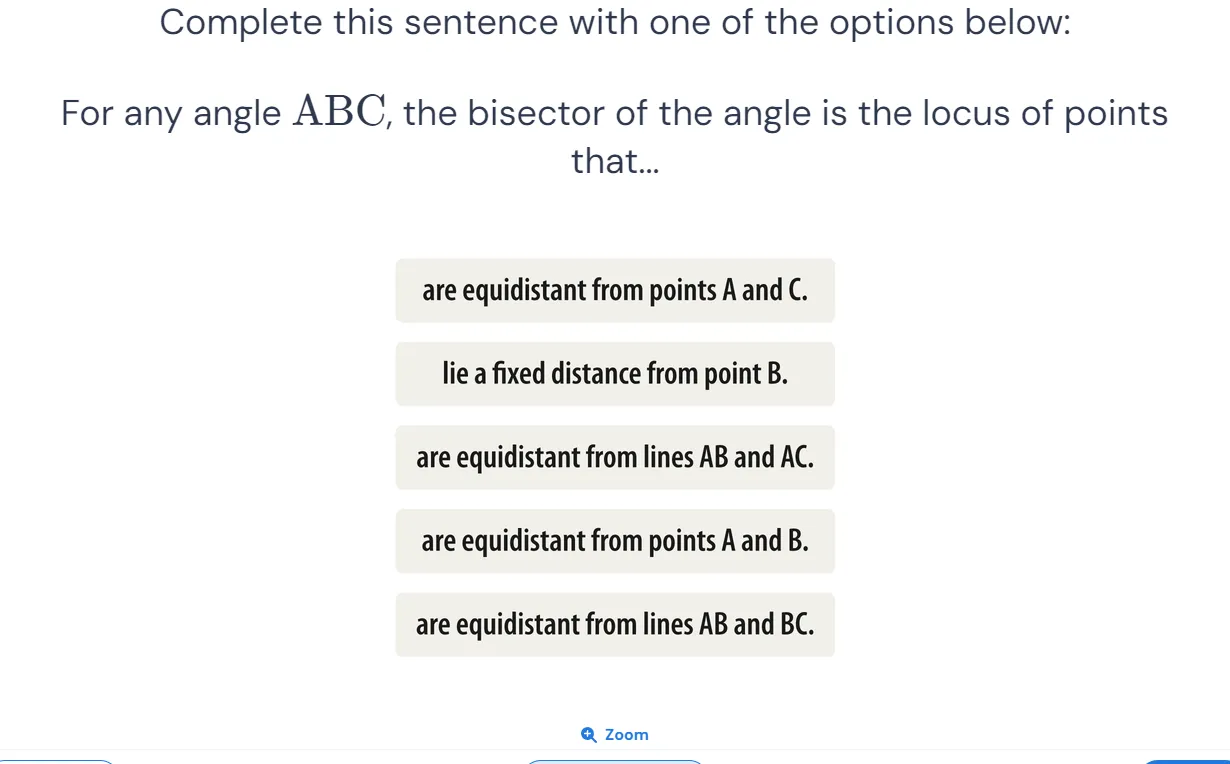 Complete this sentence with one of the options below:
For any angle ABC, the bisector of the angle is the locus of points
that...
are equidistant from points A and C.
lie a fixed distance from point B.
are equidistant from lines AB and AC.
are equidistant from points A and B.
are equidistant from lines AB and BC.
Zoom